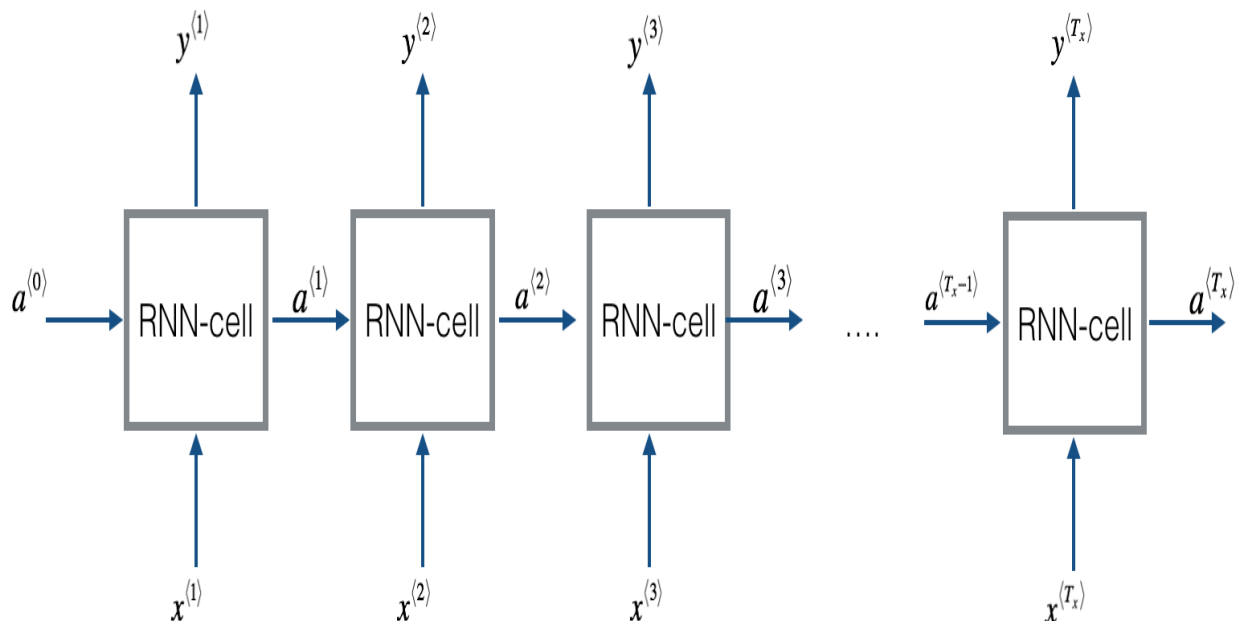 y⟨1⟩ y⟨2⟩ y⟨3⟩ y⟨Tₓ⟩
a⟨0⟩ RNN-cell a⟨1⟩ RNN-cell a⟨2⟩ RNN-cell a⟨3⟩ .... a⟨Tₓ−1⟩ RNN-cell a⟨Tₓ⟩
x⟨1⟩ x⟨2⟩ x⟨3⟩ x⟨Tₓ⟩